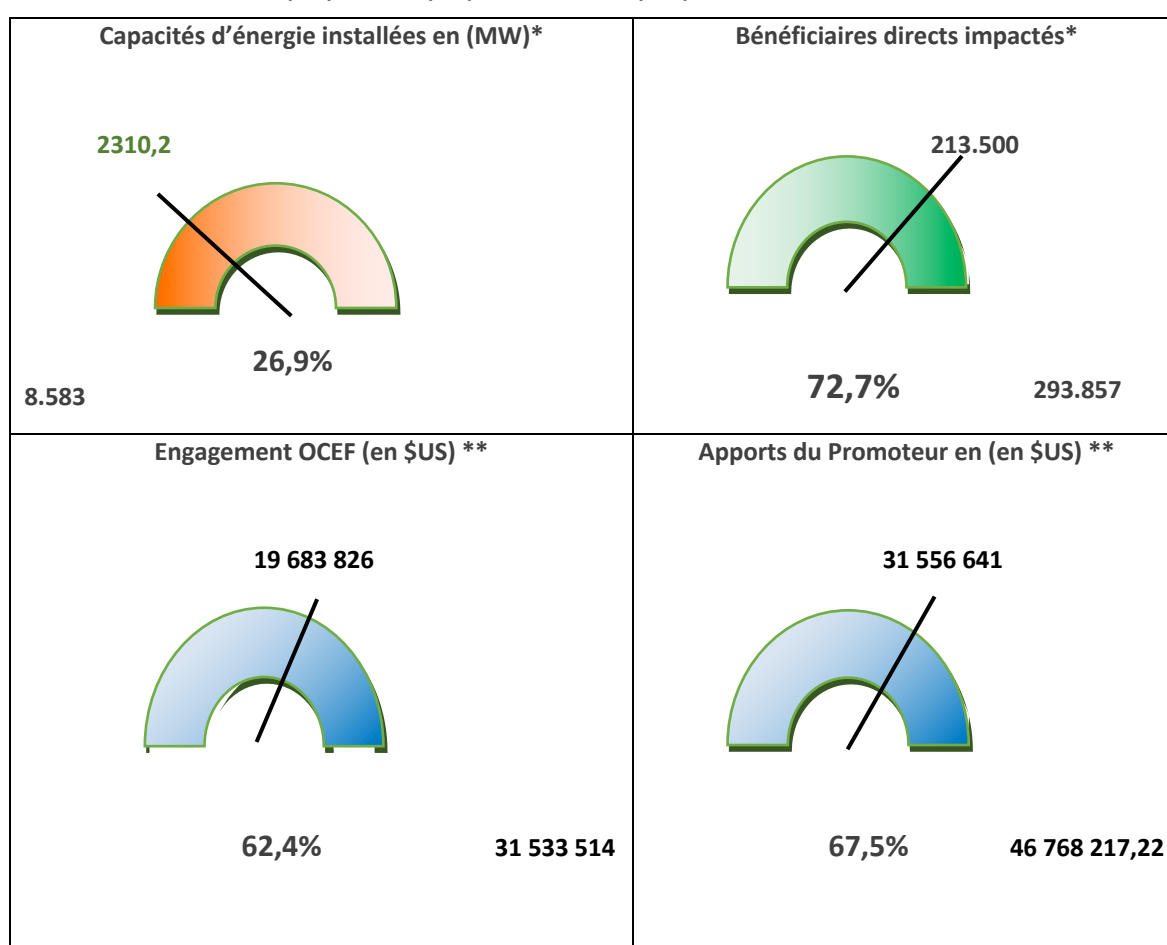 Capacités d’énergie installées en (MW)*
2310,2
26,9%
8.583
Bénéficiaires directs impactés*
213.500
72,7%
293.857
Engagement OCEF (en $US) **
19 683 826
62,4%
31 533 514
Apports du Promoteur en (en $US) **
31 556 641
67,5%
46 768 217,22